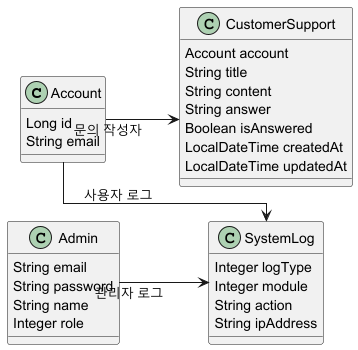 C CustomerSupport
Account account
String title
String content
String answer
Boolean isAnswered
LocalDateTime createdAt
LocalDateTime updatedAt
C Account
Long id
String email
문의 작성자
사용자 로그
C Admin
String email
String password
String name
Integer role
관리자 로그
C SystemLog
Integer logType
Integer module
String action
String ipAddress